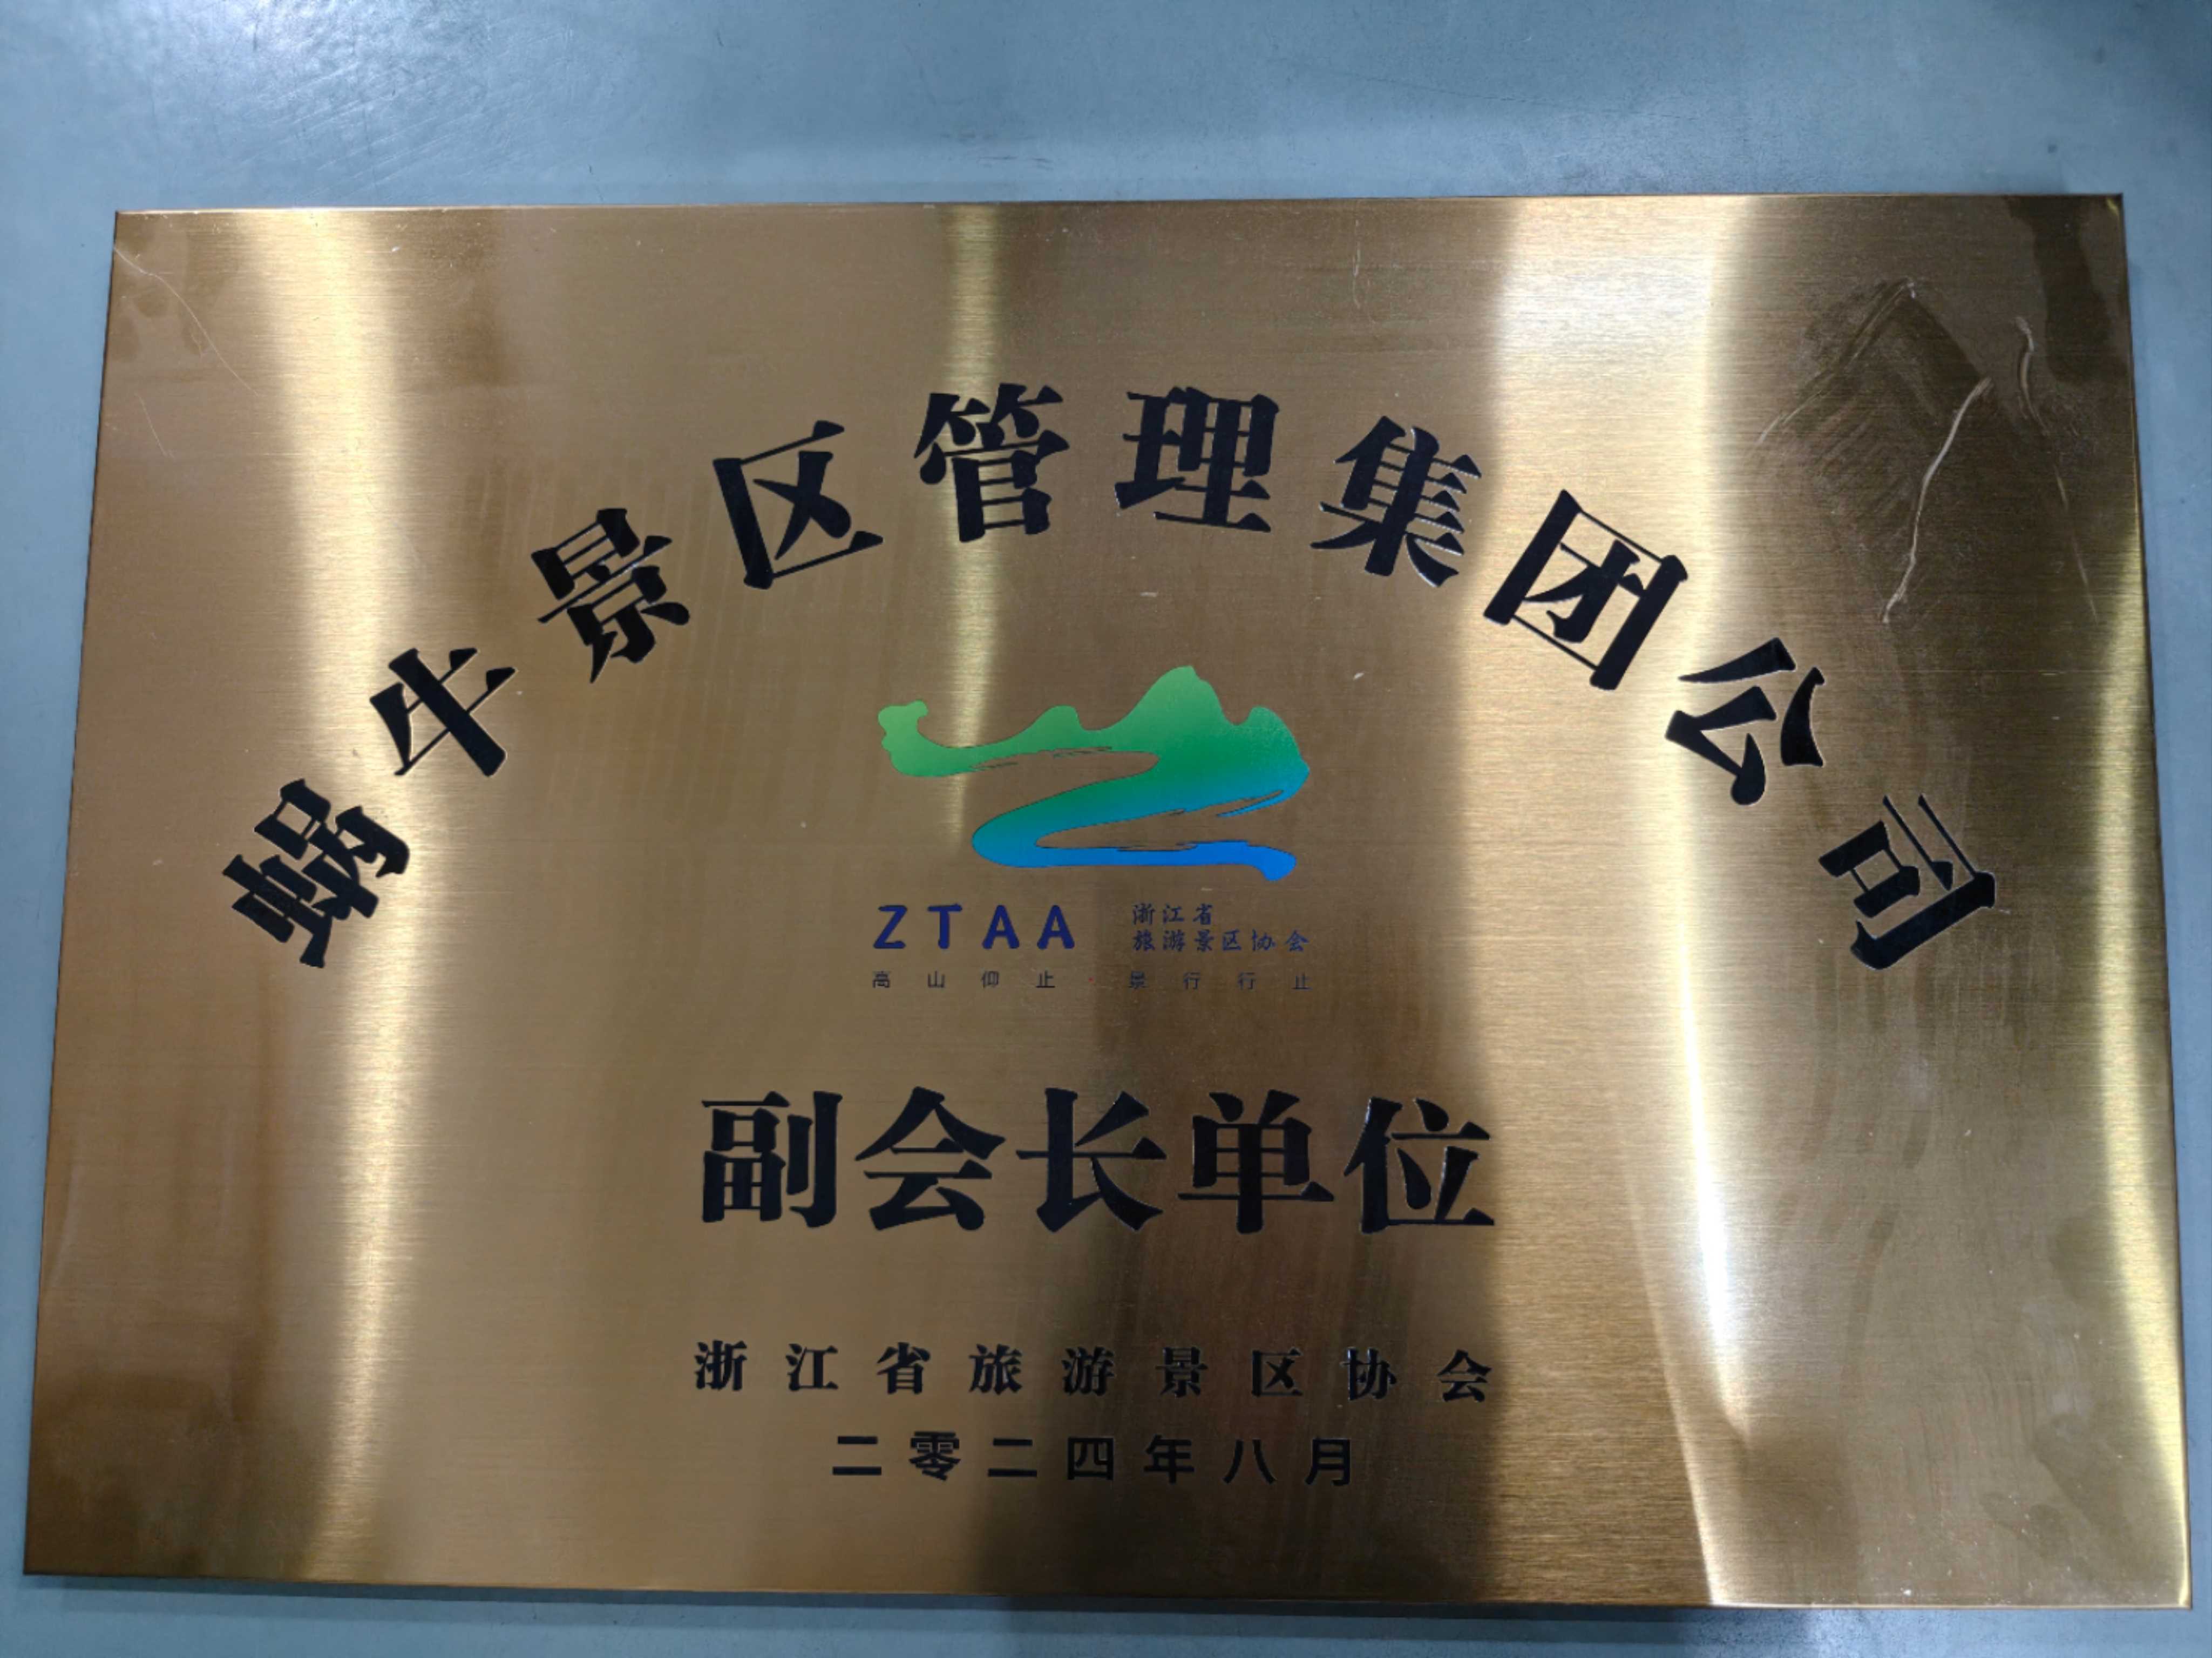 犟牛景区管理集团公司
ZTAA
浙江省
旅游景区协会
高山仰止·景行行止
副会长单位
浙江省旅游景区协会
二零二四年八月